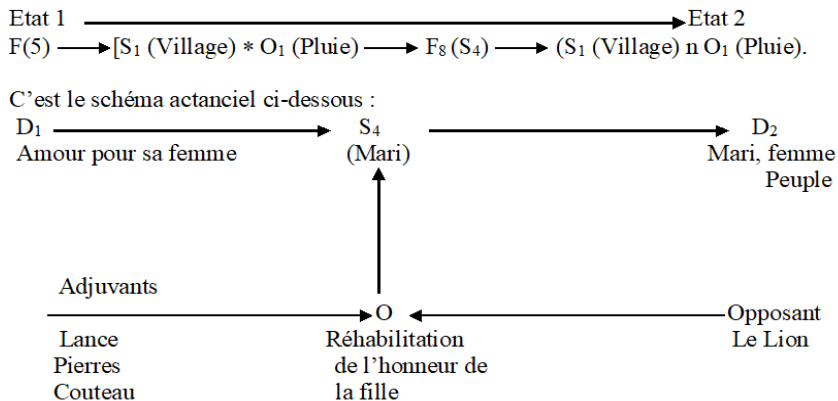 Etat 1 Etat 2
F(5) [S₁ (Village) * O₁ (Pluie) F₈ (S₄) (S₁ (Village) n O₁ (Pluie).
C’est le schéma actanciel ci-dessous :
D₁ S₄ D₂
Amour pour sa femme (Mari) Mari, femme
Peuple
Adjuvants
O Opposant
Lance Réhabilitation Le Lion
Pierres de l’honneur de
Couteau la fille